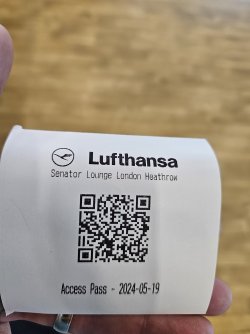 Lufthansa
Senator Lounge London Heathrow
Access Pass - 2024-05-19